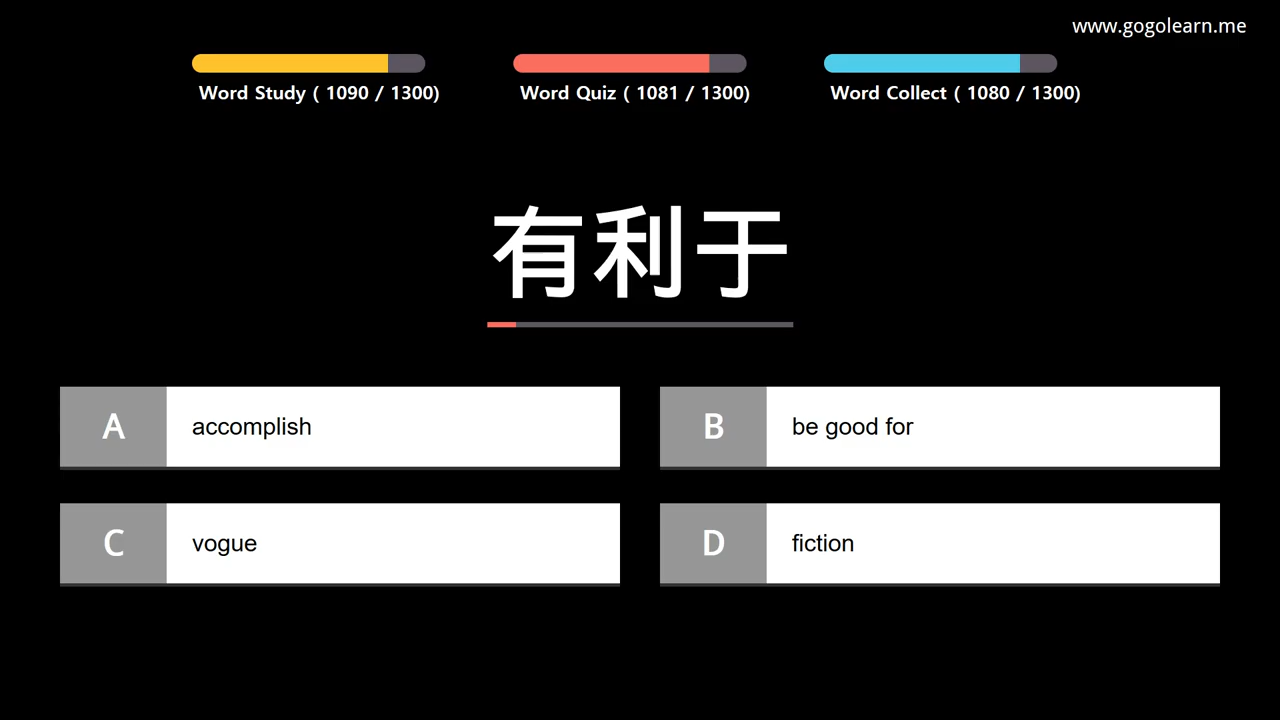 www.gogolearn.me
Word Study ( 1090 / 1300)
Word Quiz ( 1081 / 1300)
Word Collect ( 1080 / 1300)
有利于
A accomplish
B be good for
C vogue
D fiction